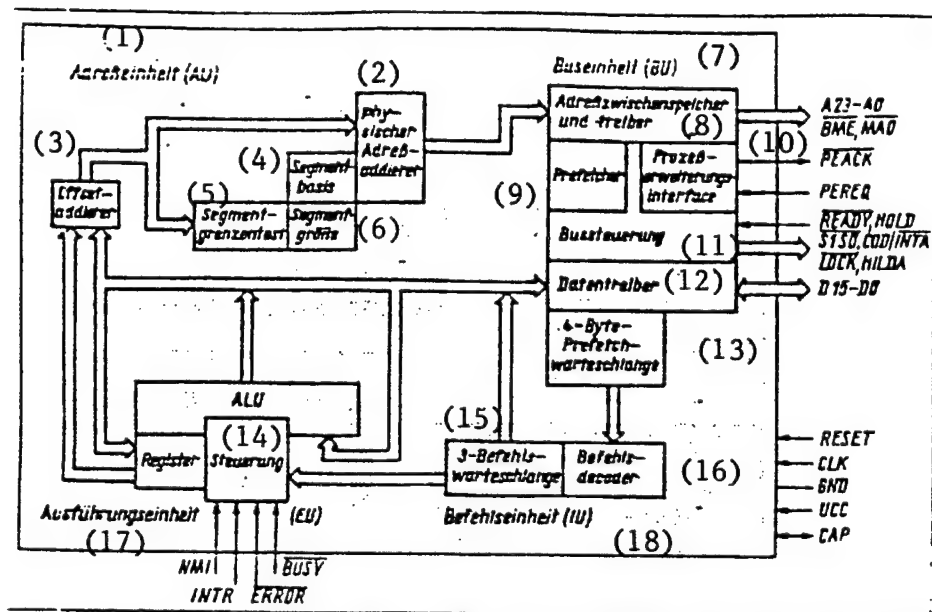 (1)
Adreßeinheit (AU)
(2)
phy-
sischer
Adreß-
addierer
(3)
Offset-
addierer
(4)
Segment-
basis
(5)
Segment-
grenzentest
Segment-
größe
(6)
(7)
Buseinheit (BU)
Adreßzwischenspeicher
und -treiber
(8)
(9)
Prefetcher
Prozeß-
erweiterungs-
interface
(10)
Bussteuerung
(11)
Datentreiber
(12)
4-Byte-
Prefetch-
warteschlange
(13)
A23-A0
BME, MAO
PEACK
PEREQ
READY, HOLD
S1S0, COD/INTA
LOCK, HILDA
D15-D0
ALU
Register
(14)
Steuerung
(15)
3-Befehls-
warteschlange
Befehls-
decoder
(16)
RESET
CLK
GND
UCC
CAP
Ausführungseinheit
(EU)
(17)
Befehlseinheit (IU)
(18)
NMI
INTR
ERROR
BUSY